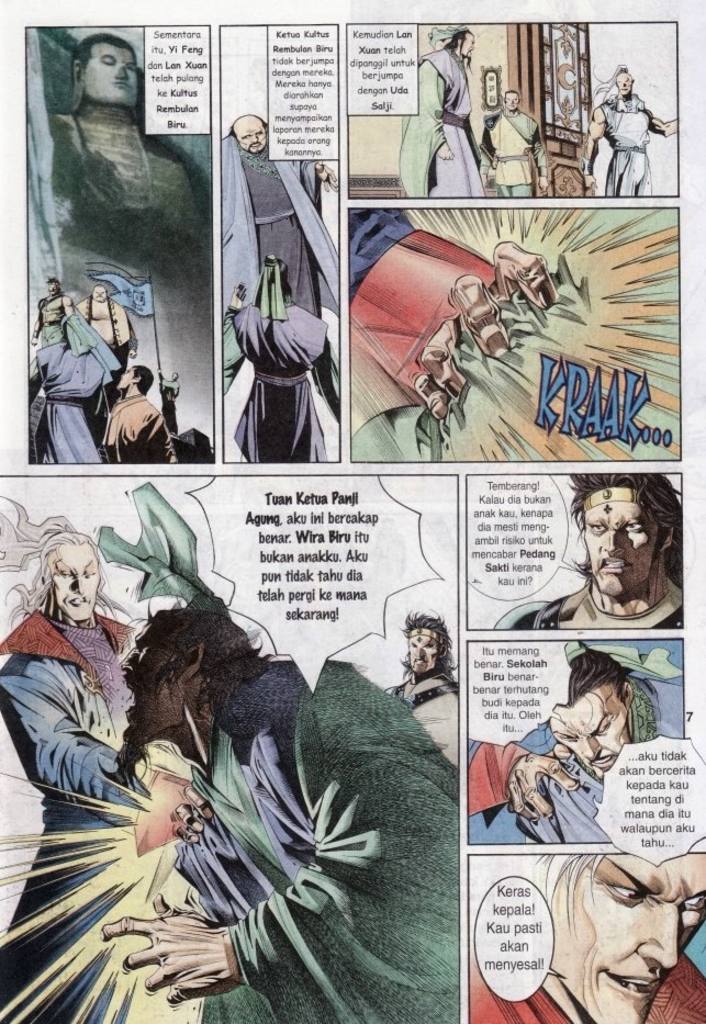 Sementara
itu, Yi Feng
dan Lan Xuan
telah pulang
ke Kultus
Rembulan
Biru.
Ketua Kultus
Rembulan Biru
tidak berjumpa
dengan mereka.
Mereka hanya
diarahkan
supaya
menyampaikan
laporan mereka
kepada orang
kanannya.
Kemudian Lan
Xuan telah
dipanggil untuk
berjumpa
dengan Uda
Salji.
KRAAK...
Tuan Ketua Panji
Agung, aku ini bercakap
benar. Wira Biru itu
bukan anakku. Aku
pun tidak tahu dia
telah pergi ke mana
sekarang!
Temberang!
Kalau dia bukan
anak kau, kenapa
dia mesti meng-
ambil risiko untuk
mencabar Pedang
Sakti kerana
kau ini?
Itu memang
benar. Sekolah
Biru benar-
benar terhutang
budi kepada
dia itu. Oleh
itu...
7
...aku tidak
akan bercerita
kepada kau
tentang di
mana dia itu
walaupun aku
tahu...
Keras
kepala!
Kau pasti
akan
menyesal!